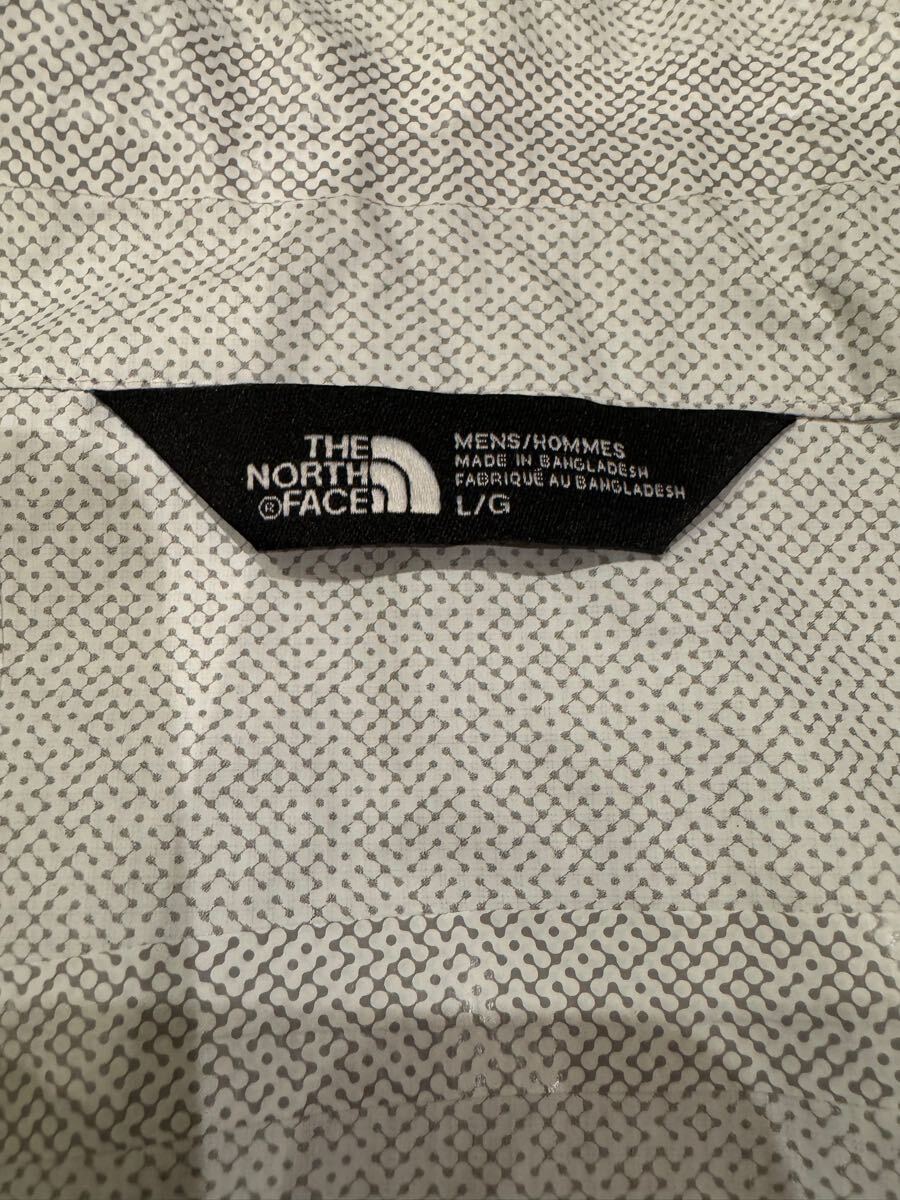 THE
NORTH
®FACE
MENS/HOMMES
MADE IN BANGLADESH
FABRIQUÉ AU BANGLADESH
L/G